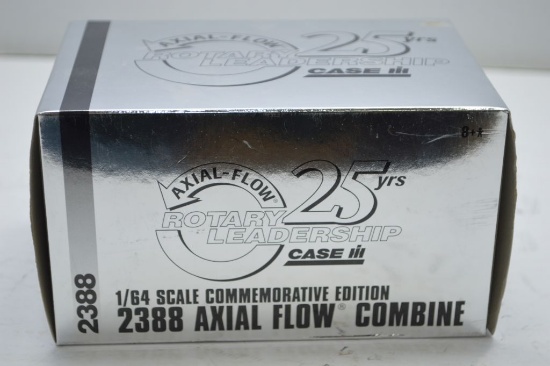 AXIAL-FLOW 25 yrs
ROTARY
LEADERSHIP
CASE IH
8+
AXIAL-FLOW® 25 yrs
ROTARY
LEADERSHIP
CASE IH
2388
1/64 SCALE COMMEMORATIVE EDITION
2388 AXIAL FLOW® COMBINE